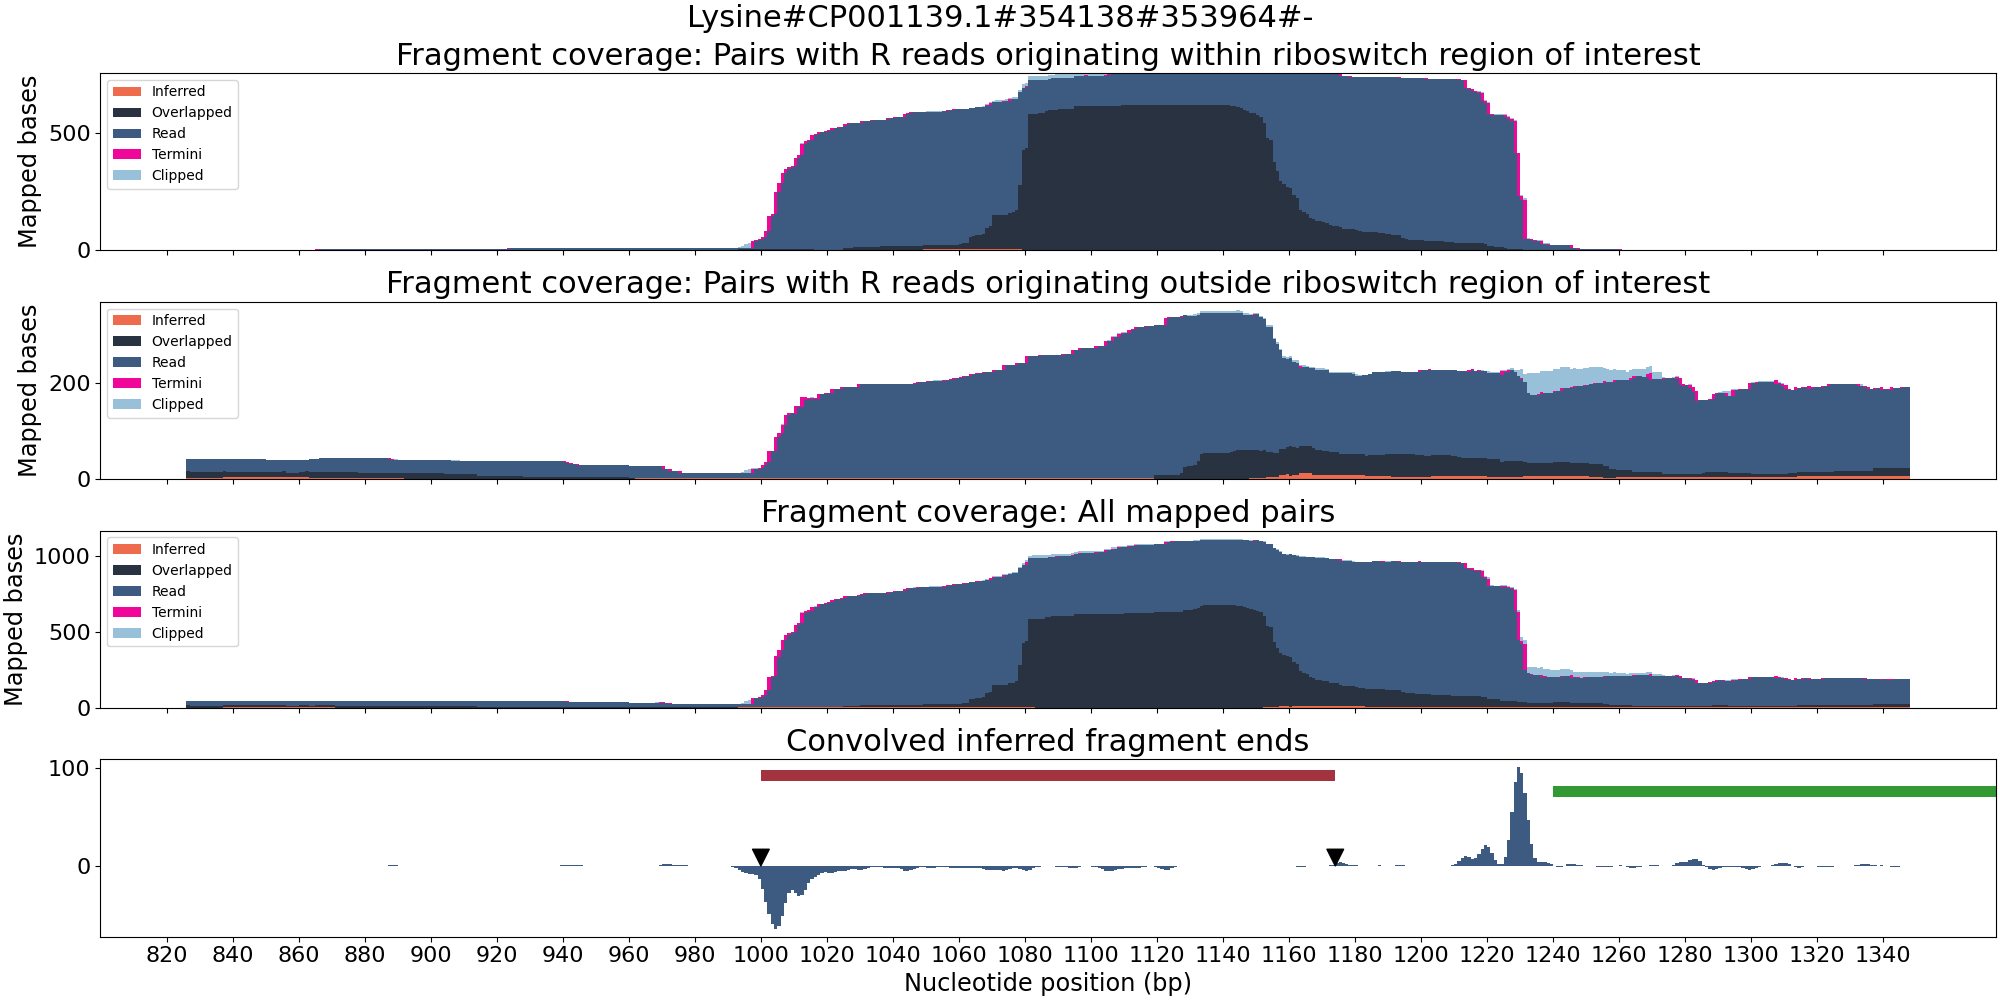 Lysine#CP001139.1#354138#353964#-
Fragment coverage: Pairs with R reads originating within riboswitch region of interest
Mapped bases
500
0
Inferred
Overlapped
Read
Termini
Clipped
Fragment coverage: Pairs with R reads originating outside riboswitch region of interest
Mapped bases
200
0
Inferred
Overlapped
Read
Termini
Clipped
Fragment coverage: All mapped pairs
Mapped bases
1000
500
0
Inferred
Overlapped
Read
Termini
Clipped
Convolved inferred fragment ends
100
0
820 840 860 880 900 920 940 960 980 1000 1020 1040 1060 1080 1100 1120 1140 1160 1180 1200 1220 1240 1260 1280 1300 1320 1340
Nucleotide position (bp)